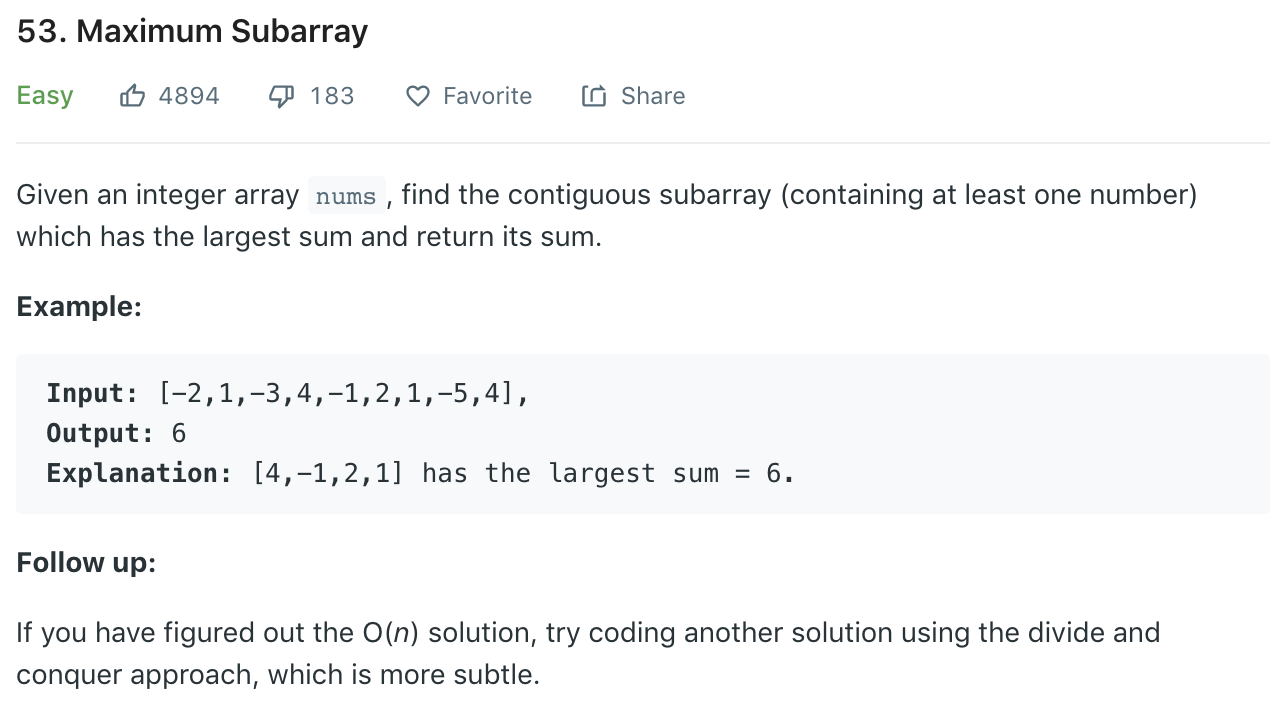 53. Maximum Subarray
Easy 4894 183 Favorite Share
Given an integer array nums , find the contiguous subarray (containing at least one number)
which has the largest sum and return its sum.
Example:
Input: [-2,1,-3,4,-1,2,1,-5,4],
Output: 6
Explanation: [4,-1,2,1] has the largest sum = 6.
Follow up:
If you have figured out the O(n) solution, try coding another solution using the divide and
conquer approach, which is more subtle.